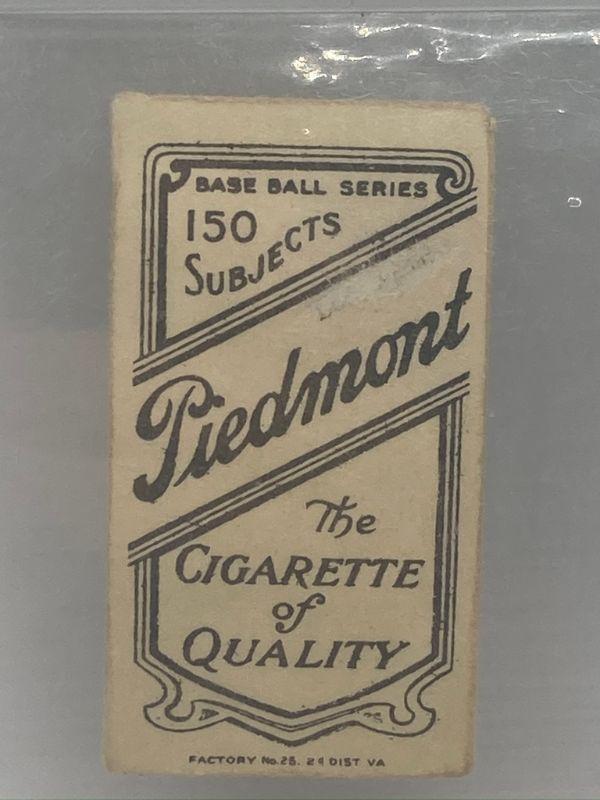 BASE BALL SERIES
150
SUBJECTS
Piedmont
The
CIGARETTE
of
QUALITY
FACTORY No. 25. 2d DIST VA